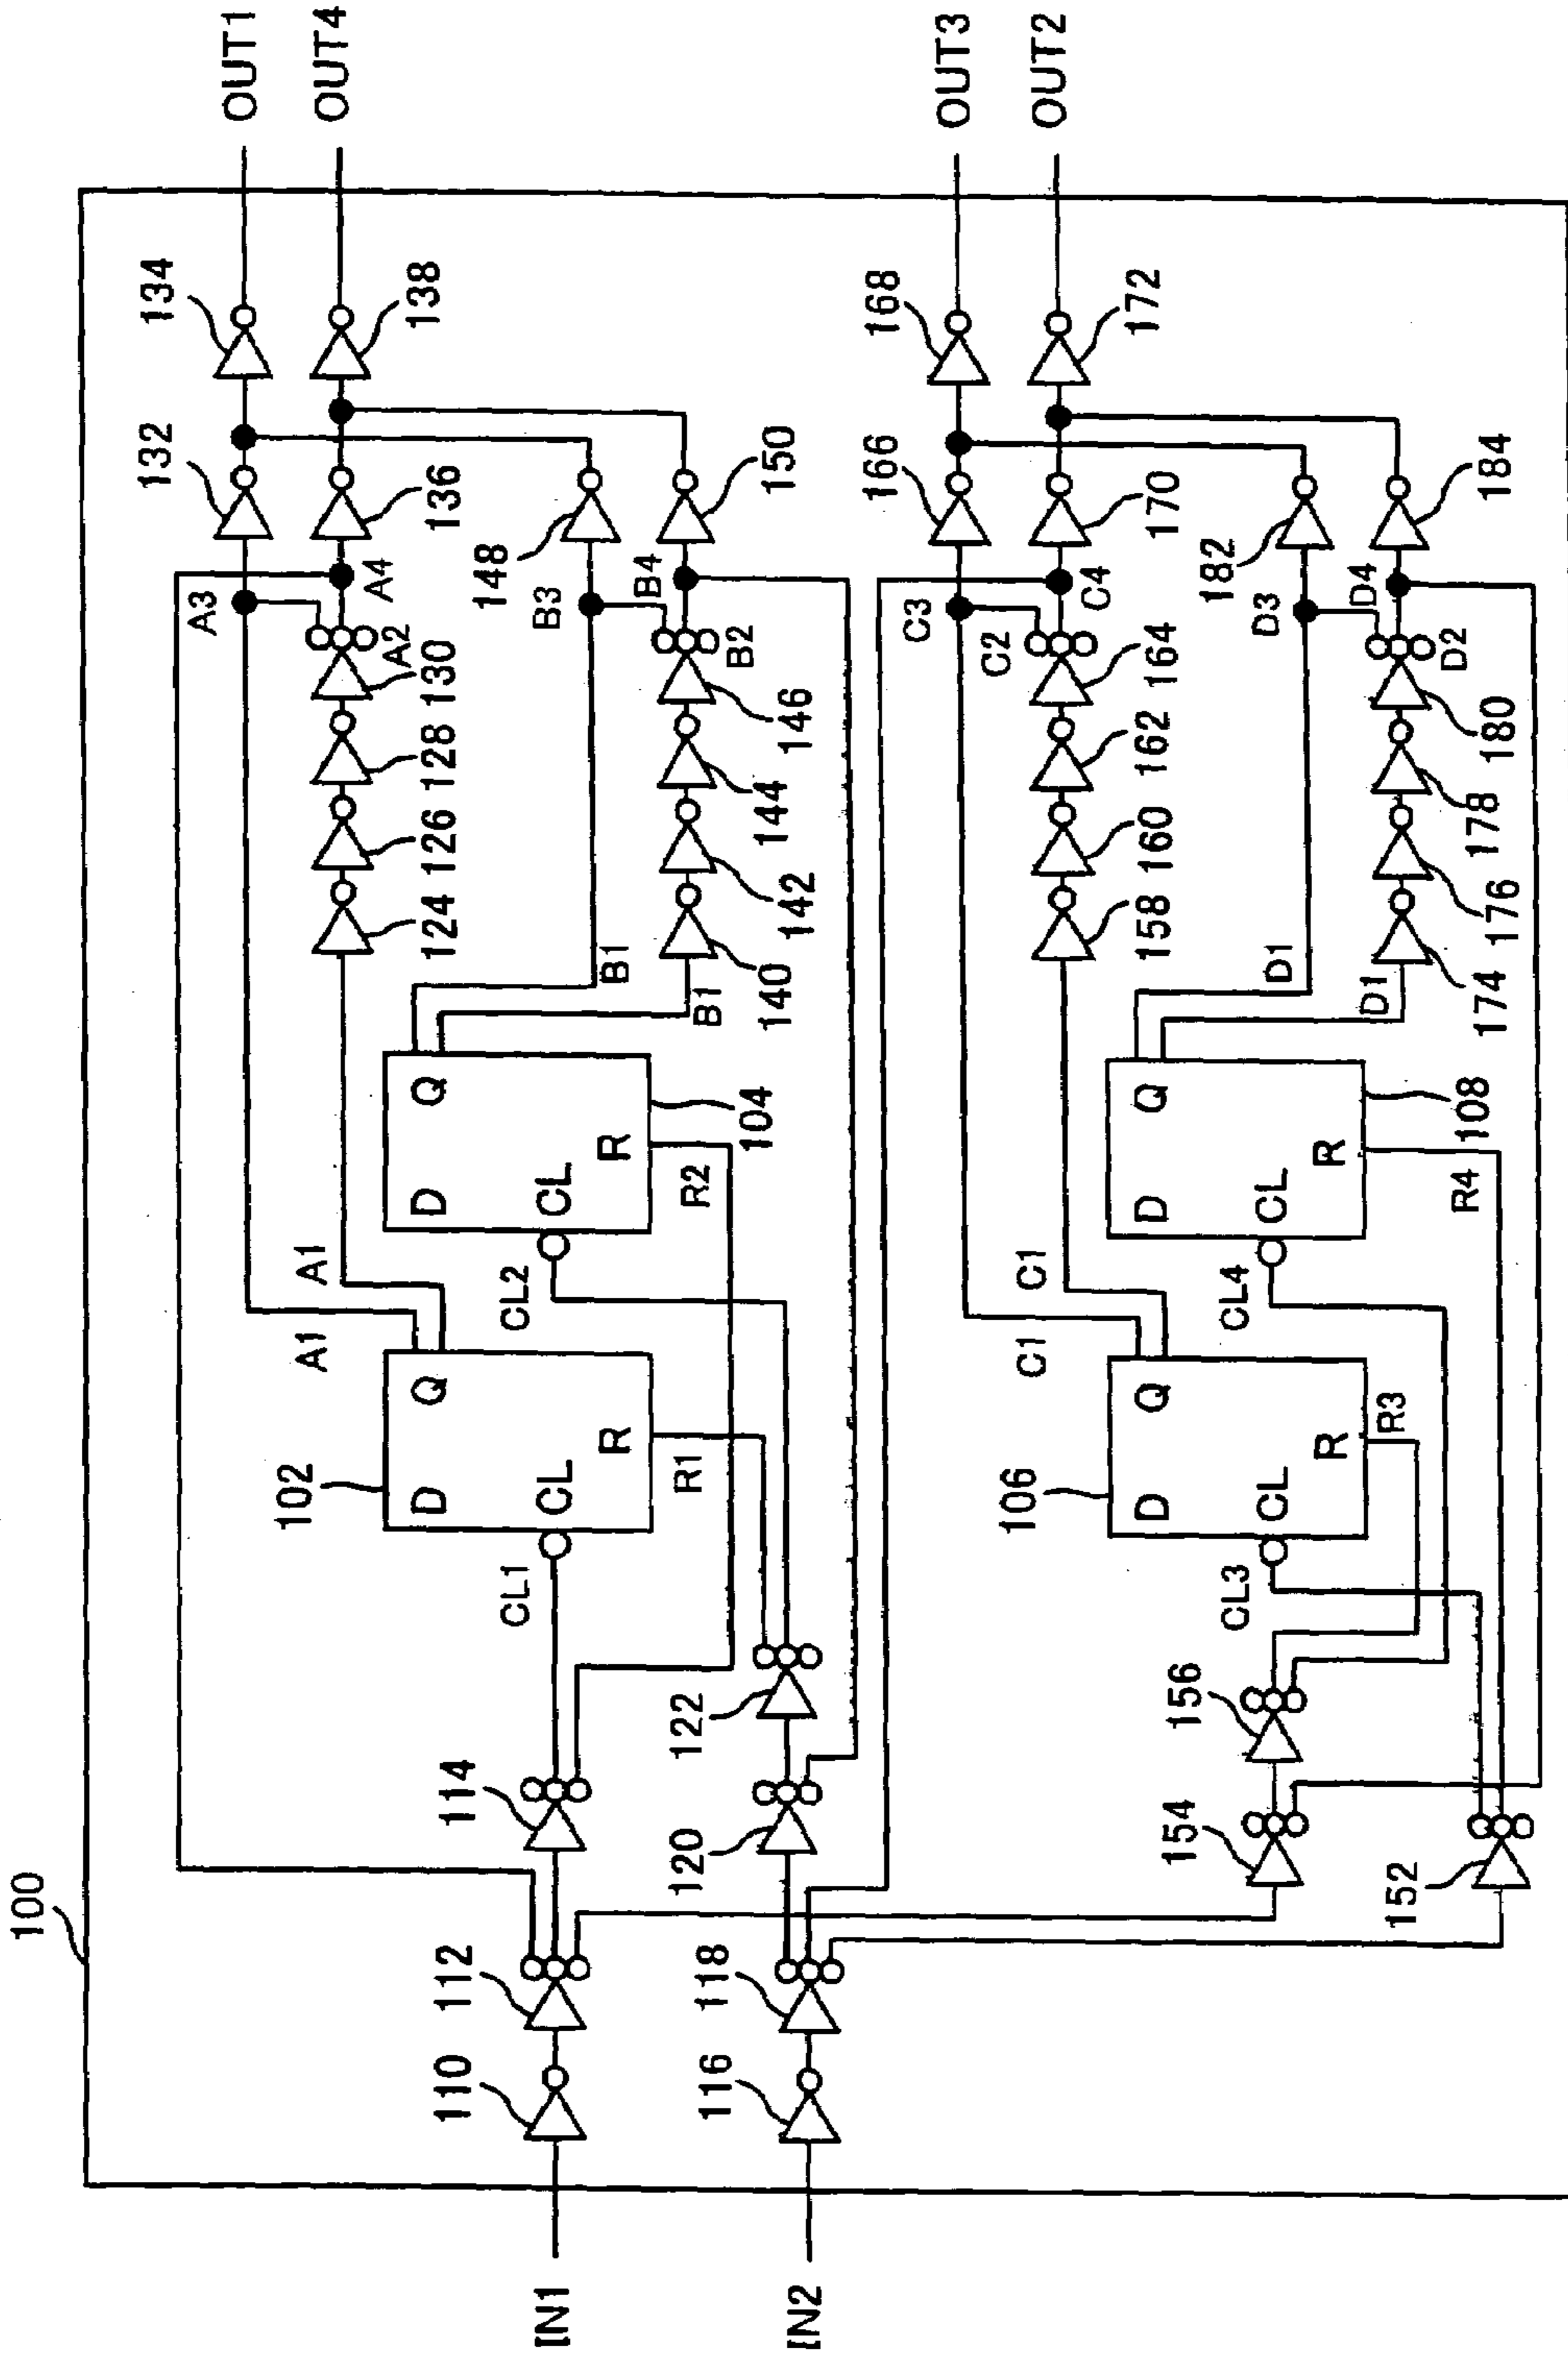 100
IN1
IN2
110
112
114
116
118
120
122
CL1
102
D
Q
CL
R
R1
A1
A1
CL2
D
Q
CL
R
104
R2
B1
B1
124
126
128
130
A2
A3
A4
132
134
136
138
OUT1
OUT4
140
142
144
146
B2
B3
B4
148
150
154
156
152
CL3
106
D
Q
CL
R
R3
C1
C1
CL4
D
Q
CL
R
108
R4
D1
D1
158
160
162
164
C2
C3
C4
166
168
170
172
OUT3
OUT2
174
176
178
180
D2
D3
D4
182
184